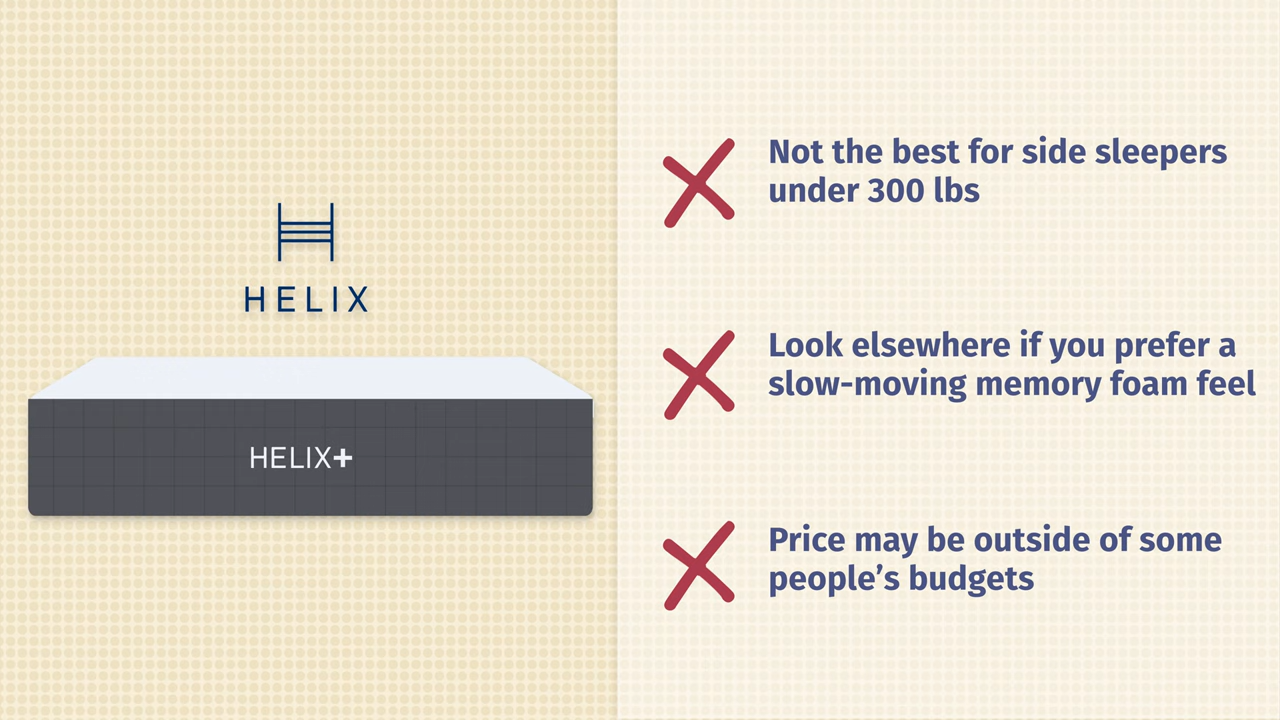 HELIX
HELIX+
Not the best for side sleepers
under 300 lbs
Look elsewhere if you prefer a
slow-moving memory foam feel
Price may be outside of some
people’s budgets